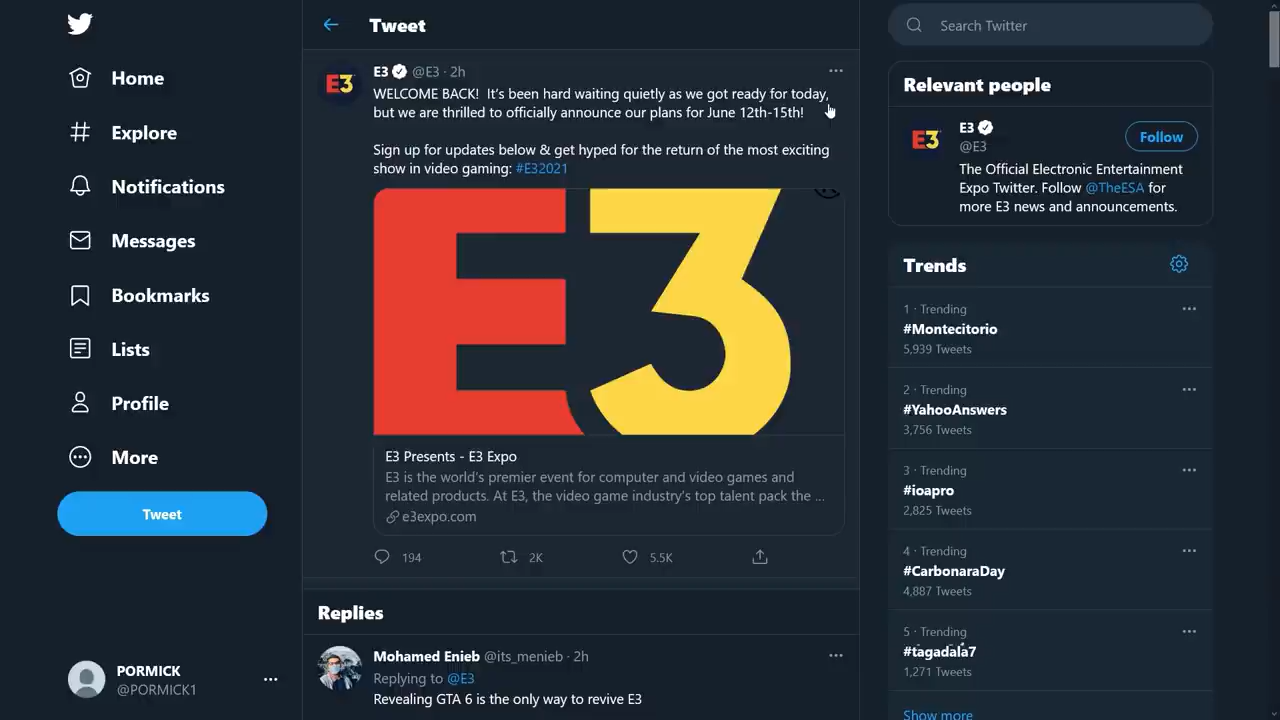 Home
Explore
Notifications
Messages
Bookmarks
Lists
Profile
More
Tweet
PORMICK
@PORMICK1
Tweet
E3 @E3 · 2h
WELCOME BACK!  It's been hard waiting quietly as we got ready for today,
but we are thrilled to officially announce our plans for June 12th-15th!
Sign up for updates below & get hyped for the return of the most exciting
show in video gaming: #E32021
E3
E3 Presents - E3 Expo
E3 is the world's premier event for computer and video games and
related products. At E3, the video game industry's top talent pack the ...
e3expo.com
194 2K 5.5K
Replies
Mohamed Enieb @its_menieb · 2h
Replying to @E3
Revealing GTA 6 is the only way to revive E3
Search Twitter
Relevant people
E3
@E3
Follow
The Official Electronic Entertainment
Expo Twitter. Follow @TheESA for
more E3 news and announcements.
Trends
1 · Trending
#Montecitorio
5,939 Tweets
2 · Trending
#YahooAnswers
3,756 Tweets
3 · Trending
#ioapro
2,825 Tweets
4 · Trending
#CarbonaraDay
4,887 Tweets
5 · Trending
#tagadala7
1,271 Tweets
Show more